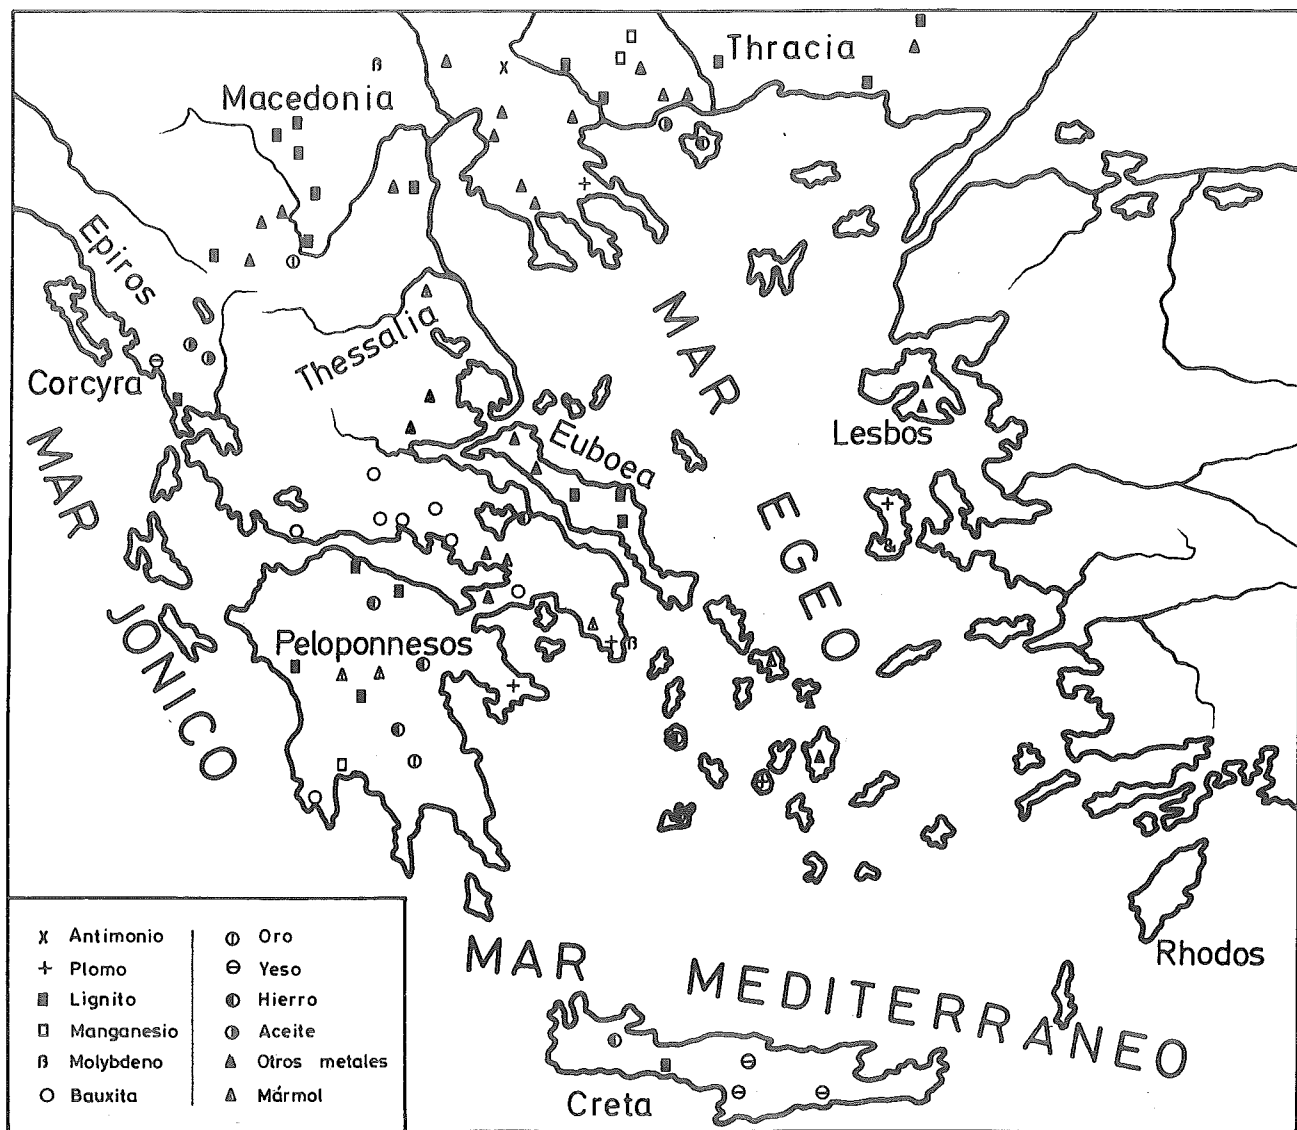 Thracia
Macedonia
Epiros
Thessalia
Corcyra
MAR EGEO
Lesbos
Euboea
MAR JONICO
Peloponnesos
Rhodos
MAR MEDITERRANEO
Creta
x Antimonio
+ Plomo
Lignito
Manganesio
ß Molybdeno
Bauxita
Oro
Yeso
Hierro
Aceite
Otros metales
Mármol